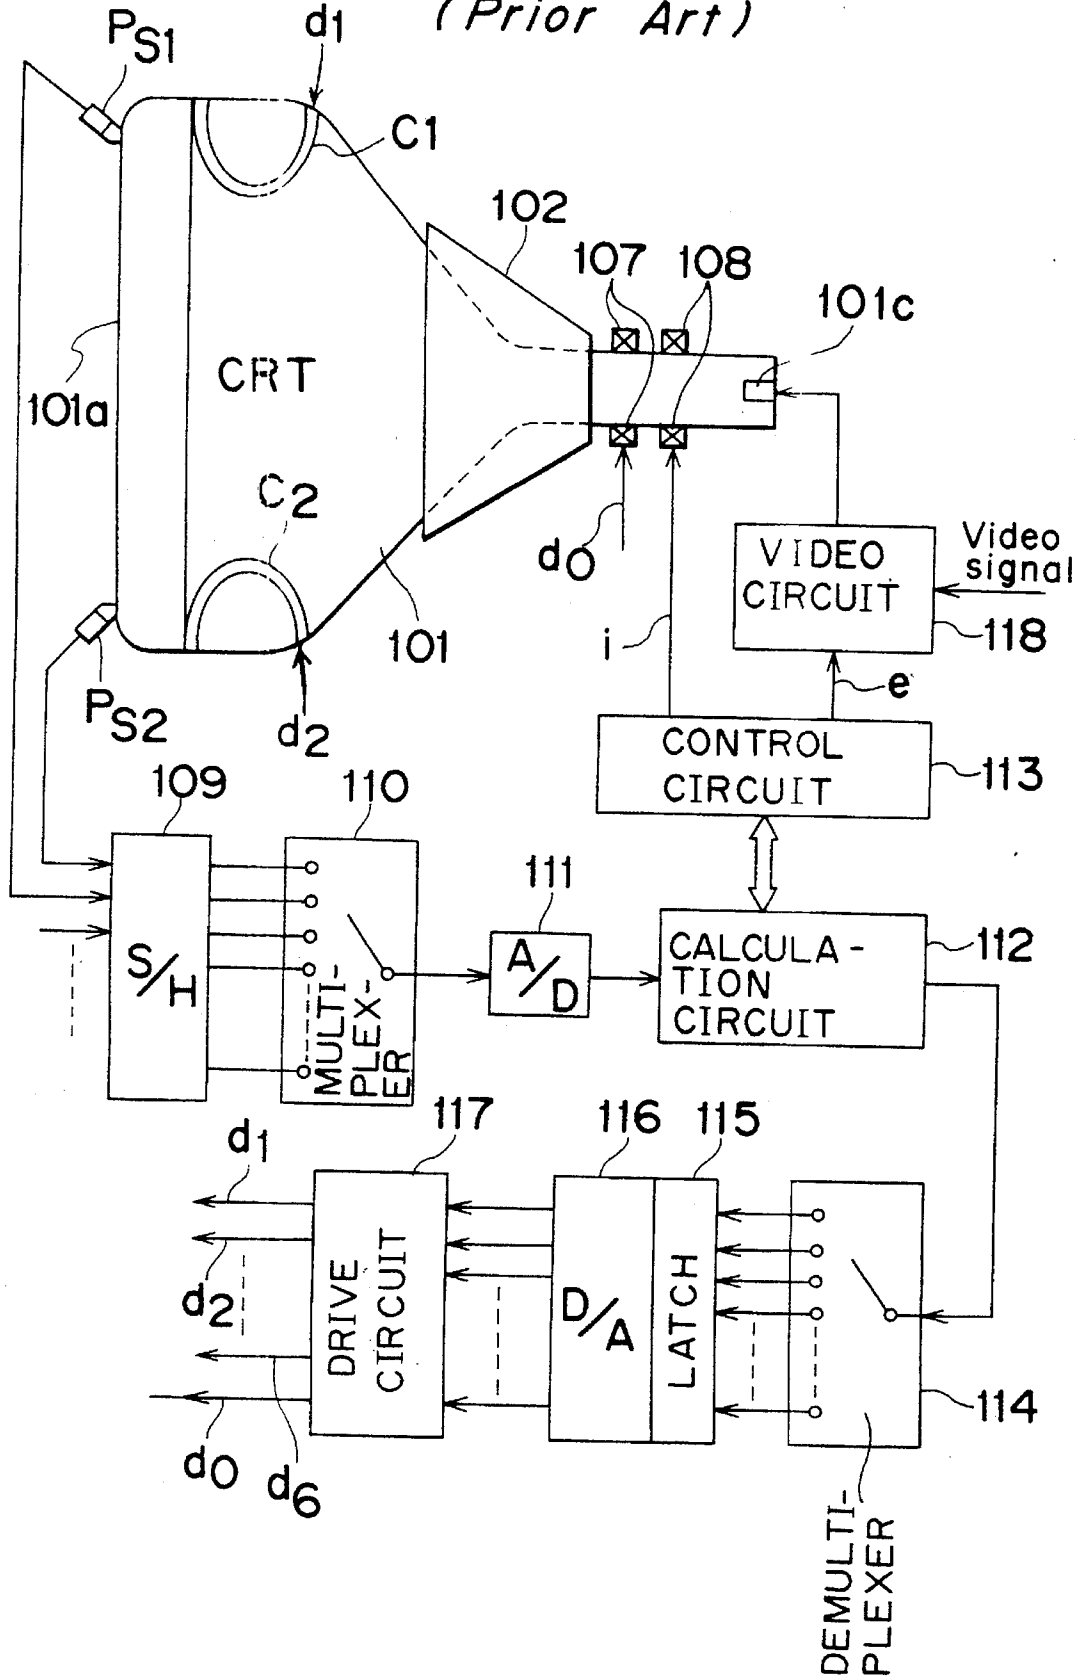 (Prior Art)
PS1
d1
C1
102
107
108
101c
101a
CRT
C2
d0
VIDEO
CIRCUIT
Video
signal
118
101
i
e
PS2
d2
CONTROL
CIRCUIT
113
109
110
111
S/H
MULTI-
PLEX-
ER
A/D
CALCULA-
TION
CIRCUIT
112
117
116
115
d1
d2
DRIVE
CIRCUIT
D/A
LATCH
114
d0
d6
DEMULTI-
PLEXER